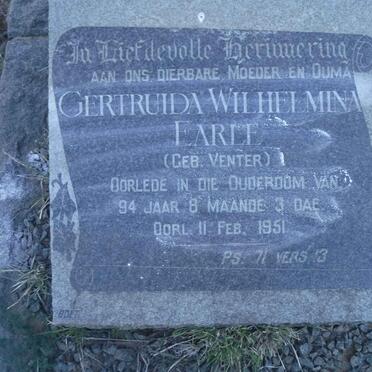 In Liefdevolle Herinnering
AAN ONS DIERBARE MOEDER EN OUMA
GERTRUIDA WILHELMINA
EARLE
(GEB. VENTER)
OORLEDE IN DIE OUDERDOM VAN
94 JAAR 8 MAANDE 3 DAE
OORL. 11 FEB. 1951
PS. 71 VERS 13